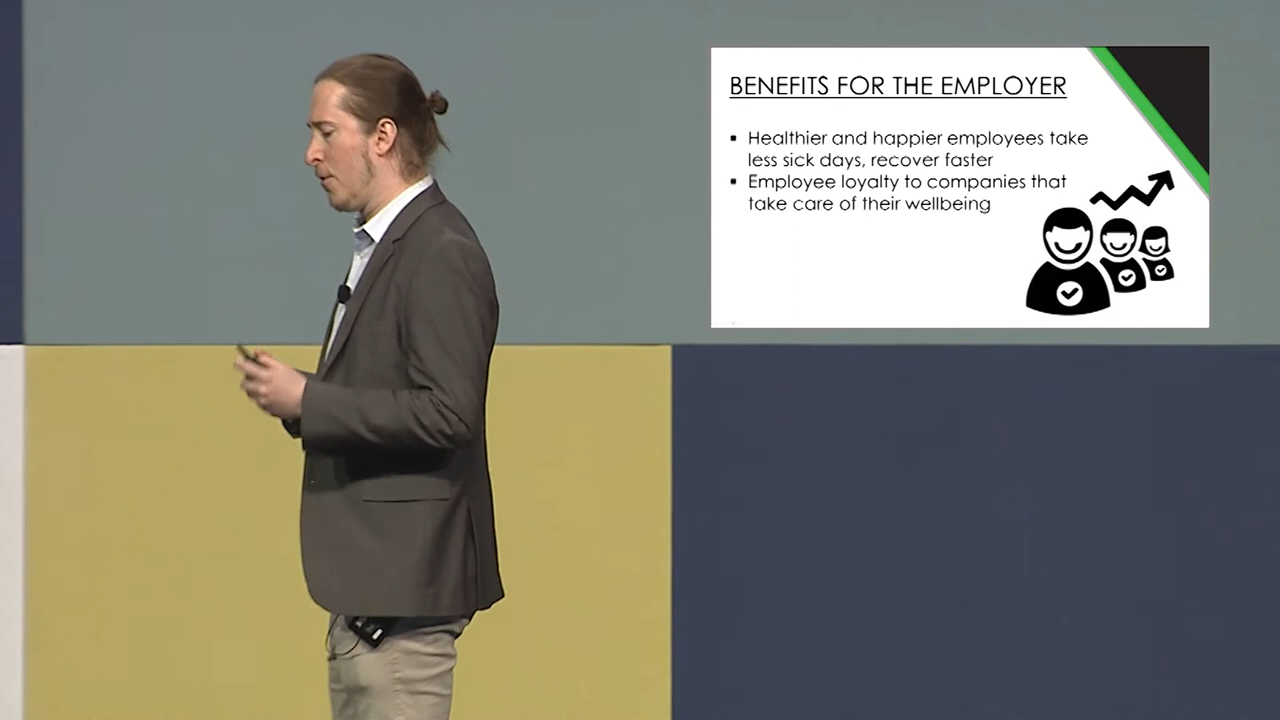 BENEFITS FOR THE EMPLOYER
▪ Healthier and happier employees take
less sick days, recover faster
▪ Employee loyalty to companies that
take care of their wellbeing